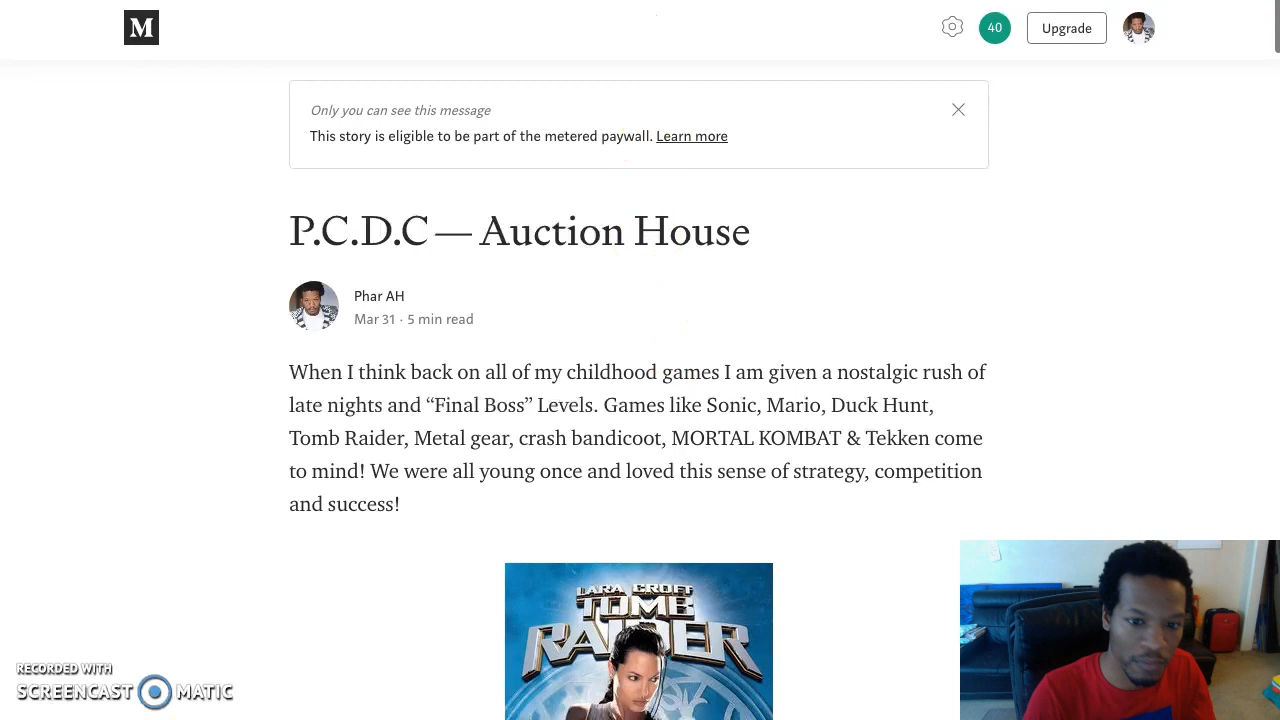 M
40
Upgrade
Only you can see this message
This story is eligible to be part of the metered paywall. Learn more
P.C.D.C — Auction House
Phar AH
Mar 31 · 5 min read
When I think back on all of my childhood games I am given a nostalgic rush of
late nights and “Final Boss” Levels. Games like Sonic, Mario, Duck Hunt,
Tomb Raider, Metal gear, crash bandicoot, MORTAL KOMBAT & Tekken come
to mind! We were all young once and loved this sense of strategy, competition
and success!
LARA CROFT
TOMB
RAIDER
RECORDED WITH
SCREENCAST MATIC